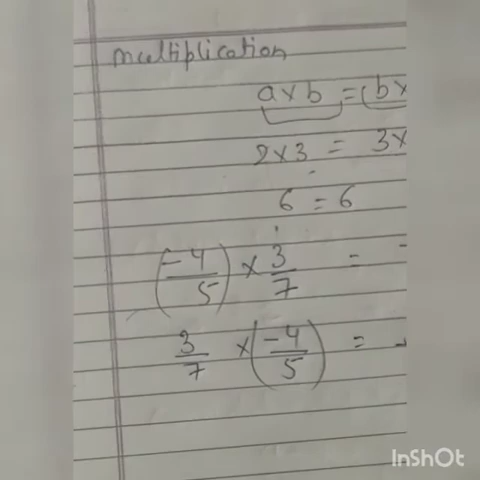 multiplication
a×b = (b×
2×3 = 3×
6 = 6
(-4/5) × 3/7 = -
3/7 × (-4/5) = -
InShOt